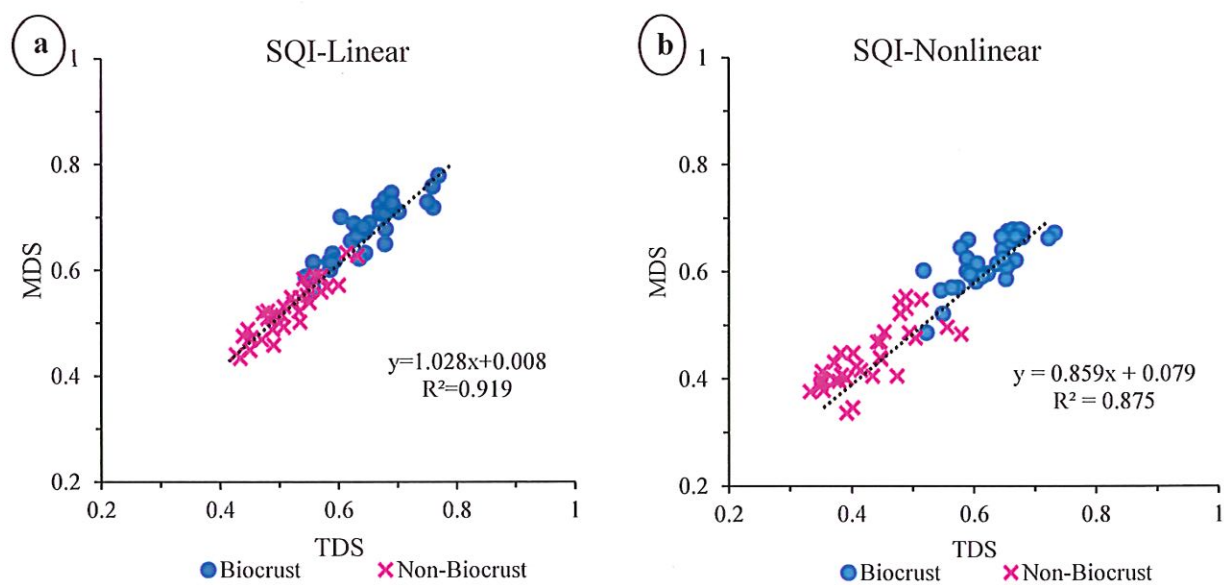 a
SQI-Linear
1
0.8
0.6
0.4
0.2
MDS
y=1.028x+0.008
R²=0.919
0.2
0.4
0.6
0.8
1
TDS
Biocrust
Non-Biocrust
b
SQI-Nonlinear
1
0.8
0.6
0.4
0.2
MDS
y = 0.859x + 0.079
R² = 0.875
0.2
0.4
0.6
0.8
1
TDS
Biocrust
Non-Biocrust